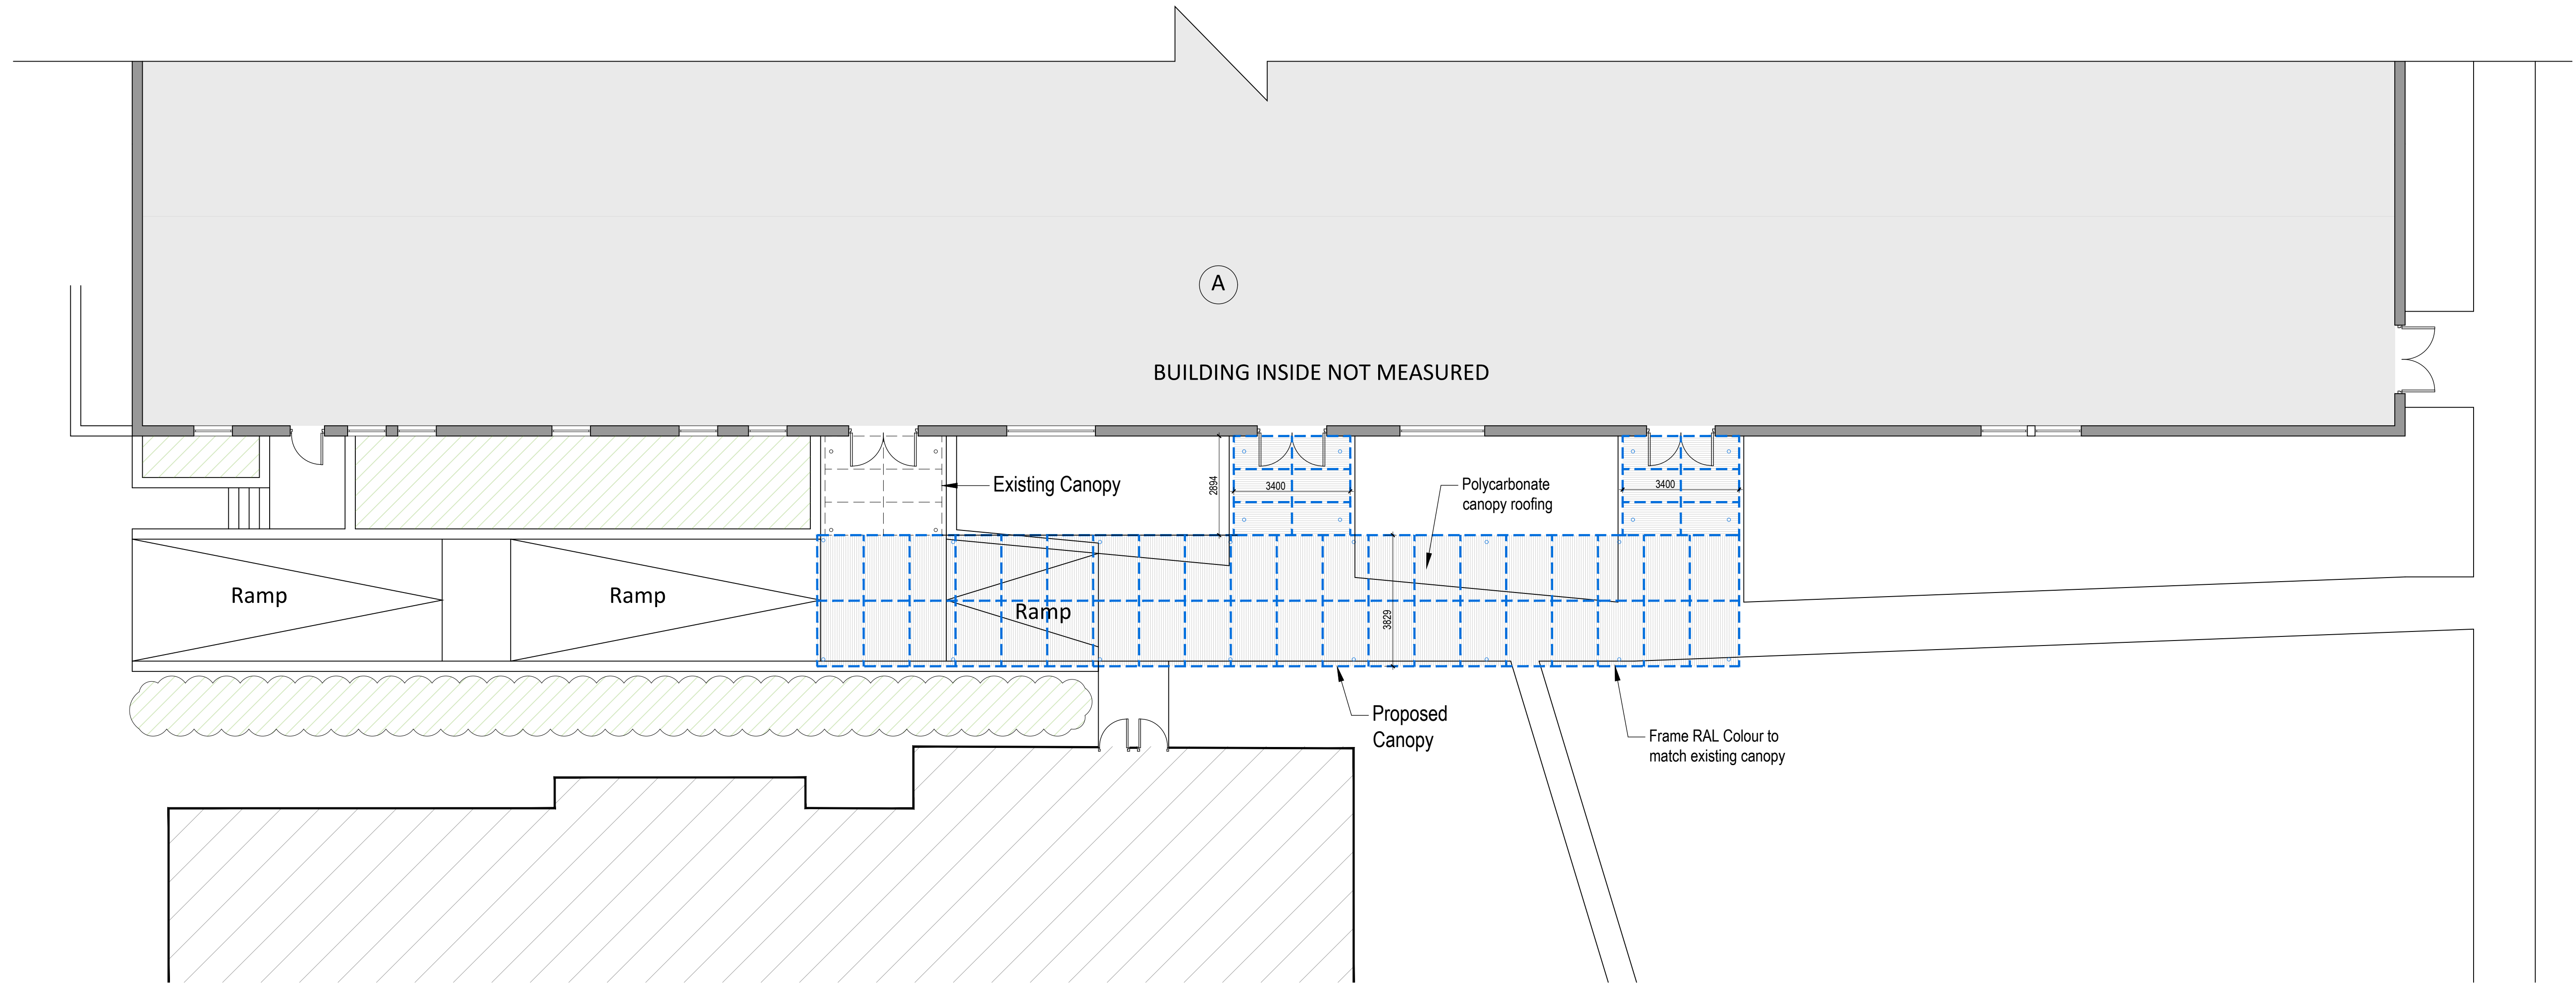 A
BUILDING INSIDE NOT MEASURED
Existing Canopy
2894
3400
Polycarbonate
canopy roofing
3400
Ramp
Ramp
Ramp
3829
Proposed
Canopy
Frame RAL Colour to
match existing canopy